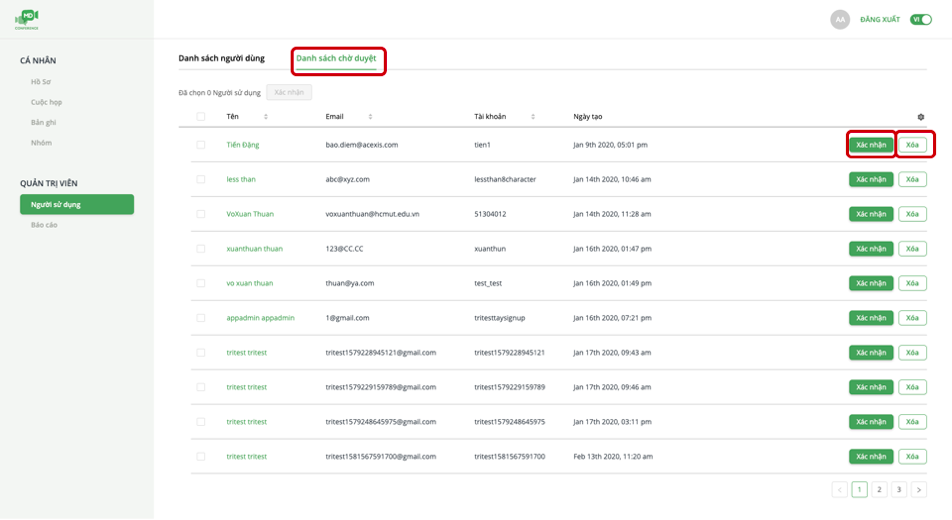 HD
AA ĐĂNG XUẤT VI
CÁ NHÂN
Hồ Sơ
Cuộc họp
Bản ghi
Nhóm
QUẢN TRỊ VIÊN
Người sử dụng
Báo cáo
Danh sách người dùng Danh sách chờ duyệt
Đã chọn 0 Người sử dụng Xác nhận
Tên Email Tài khoản Ngày tạo
Tiến Đặng bao.diem@acexis.com tien1 Jan 9th 2020, 05:01 pm Xác nhận Xóa
less than abc@xyz.com lessthan8character Jan 14th 2020, 10:46 am Xác nhận Xóa
VoXuan Thuan voxuanthuan@hcmut.edu.vn 51304012 Jan 14th 2020, 11:28 am Xác nhận Xóa
xuanthuan thuan 123@CC.CC xuanthun Jan 16th 2020, 01:47 pm Xác nhận Xóa
vo xuan thuan thuan@ya.com test_test Jan 16th 2020, 01:49 pm Xác nhận Xóa
appadmin appadmin 1@gmail.com tritesttaysignup Jan 16th 2020, 07:21 pm Xác nhận Xóa
tritest tritest tritest1579228945121@gmail.com tritest1579228945121 Jan 17th 2020, 09:43 am Xác nhận Xóa
tritest tritest tritest1579229159789@gmail.com tritest1579229159789 Jan 17th 2020, 09:46 am Xác nhận Xóa
tritest tritest tritest1579248645975@gmail.com tritest1579248645975 Jan 17th 2020, 03:11 pm Xác nhận Xóa
tritest tritest tritest1581567591700@gmail.com tritest1581567591700 Feb 13th 2020, 11:20 am Xác nhận Xóa
< 1 2 3 >